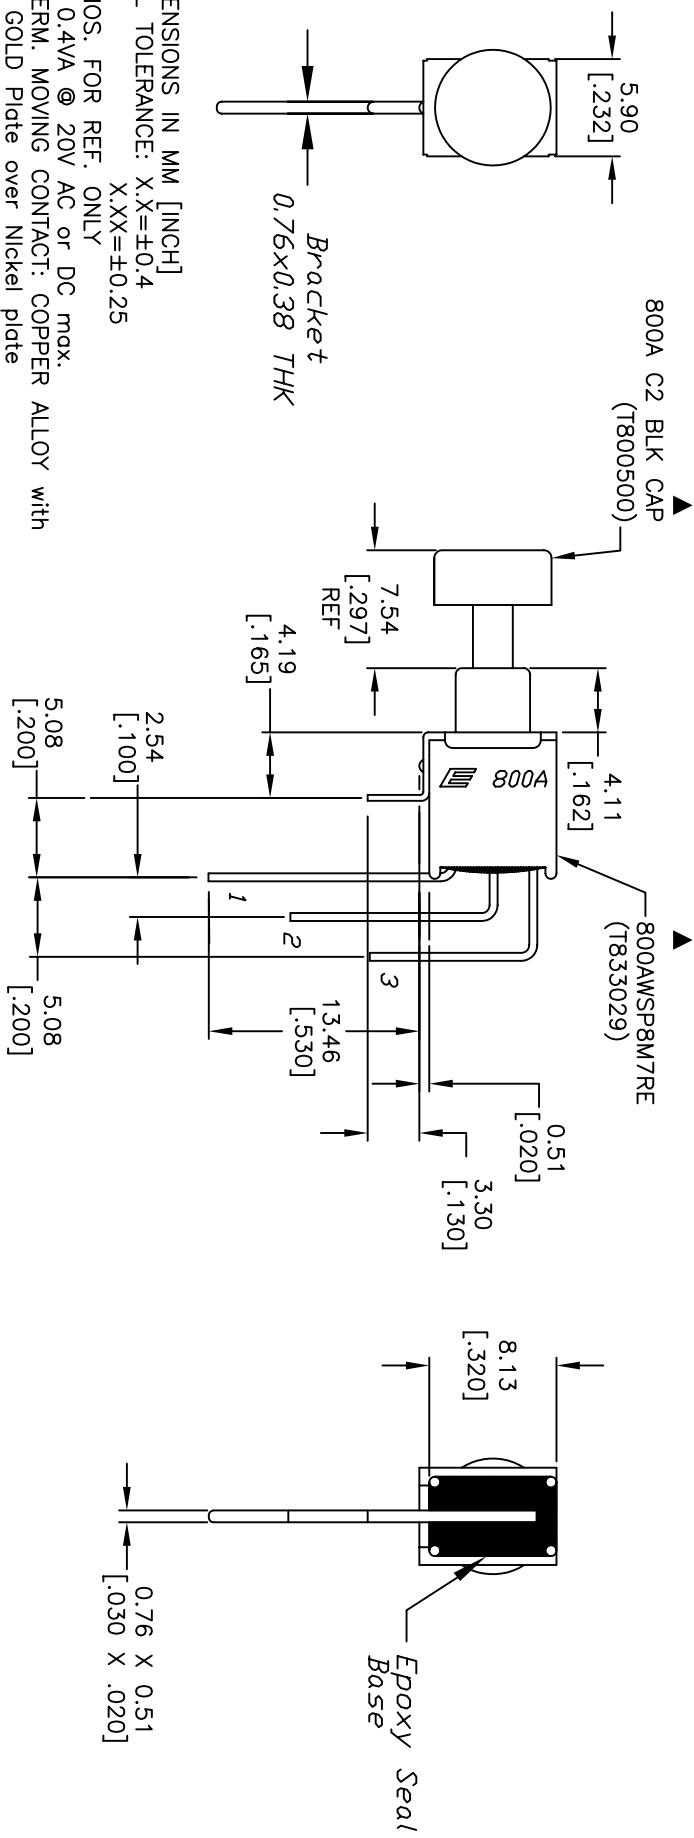 5.90
[.232]
Bracket
0.76x0.38 THK
▲
800A C2 BLK CAP
(T800500)
▲
800AWSP8M7RE
(T833029)
7.54
[.297]
REF
4.11
[.162]
800A
4.19
[.165]
2.54
[.100]
5.08
[.200]
5.08
[.200]
1
2
3
13.46
[.530]
0.51
[.020]
3.30
[.130]
8.13
[.320]
0.76 X 0.51
[.030 X .020]
Epoxy Seal
Base
ENSIONS IN MM [INCH]
TOLERANCE: X.X=±0.4
X.XX=±0.25
NOS. FOR REF. ONLY
0.4VA @ 20V AC or DC max.
ERM. MOVING CONTACT: COPPER ALLOY with
GOLD Plate over Nickel plate